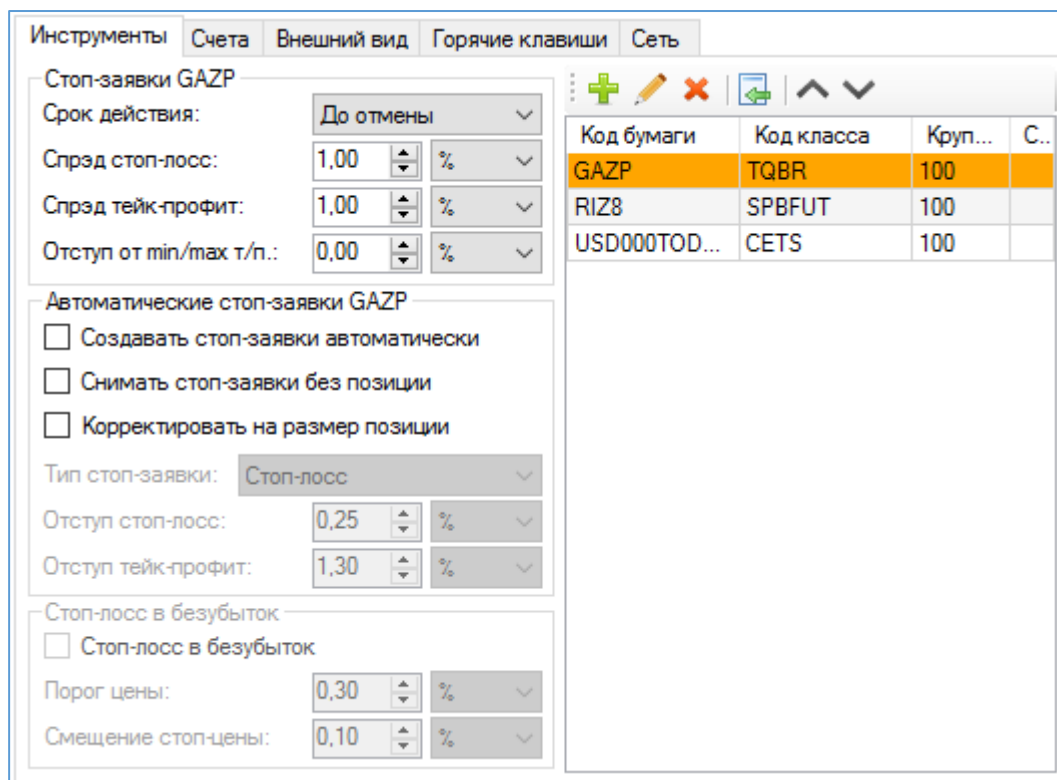 Инструменты Счета Внешний вид Горячие клавиши Сеть
Стоп-заявки GAZP
Срок действия: До отмены
Спрэд стоп-лосс: 1,00 %
Спрэд тейк-профит: 1,00 %
Отступ от min/max т/п.: 0,00 %
Автоматические стоп-заявки GAZP
Создавать стоп-заявки автоматически
Снимать стоп-заявки без позиции
Корректировать на размер позиции
Тип стоп-заявки: Стоп-лосс
Отступ стоп-лосс: 0,25 %
Отступ тейк-профит: 1,30 %
Стоп-лосс в безубыток
Стоп-лосс в безубыток
Порог цены: 0,30 %
Смещение стоп-цены: 0,10 %
Код бумаги Код класса Круп... С..
GAZP TQBR 100
RIZ8 SPBFUT 100
USD000TOD... CETS 100